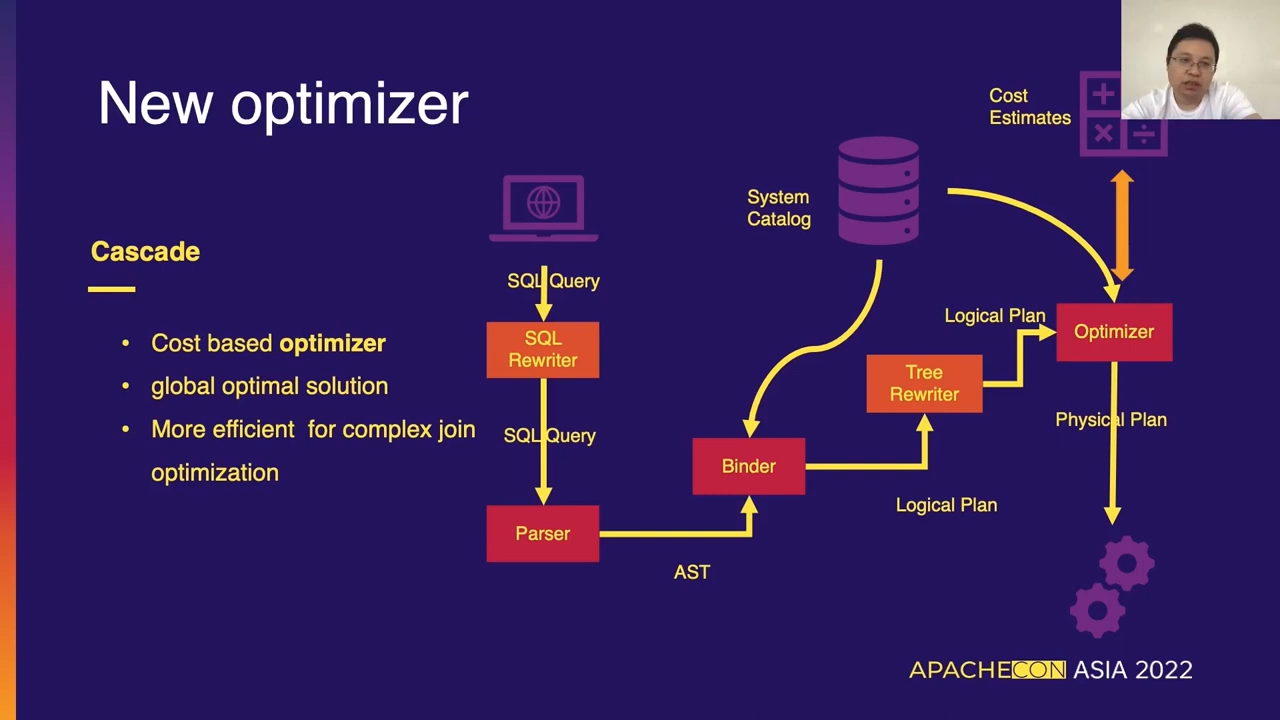 New optimizer
Cascade
• Cost based optimizer
• global optimal solution
• More efficient for complex join
optimization
SQL Query
SQL
Rewriter
SQL Query
Parser
AST
System
Catalog
Binder
Logical Plan
Tree
Rewriter
Logical Plan
Cost
Estimates
Optimizer
Physical Plan
APACHECON ASIA 2022